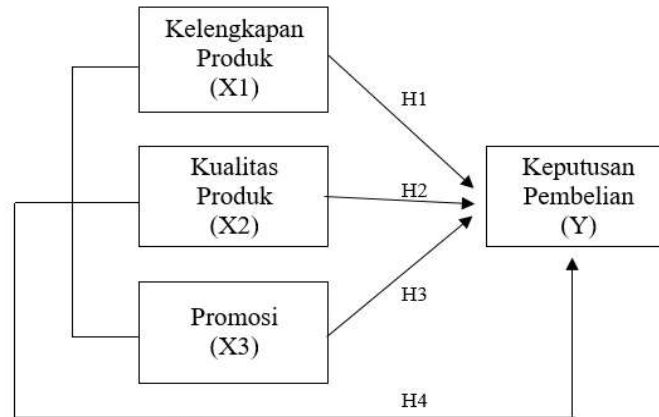 Kelengkapan
Produk
(X1)
H1
Kualitas
Produk
(X2)
H2
Keputusan
Pembelian
(Y)
Promosi
(X3)
H3
H4